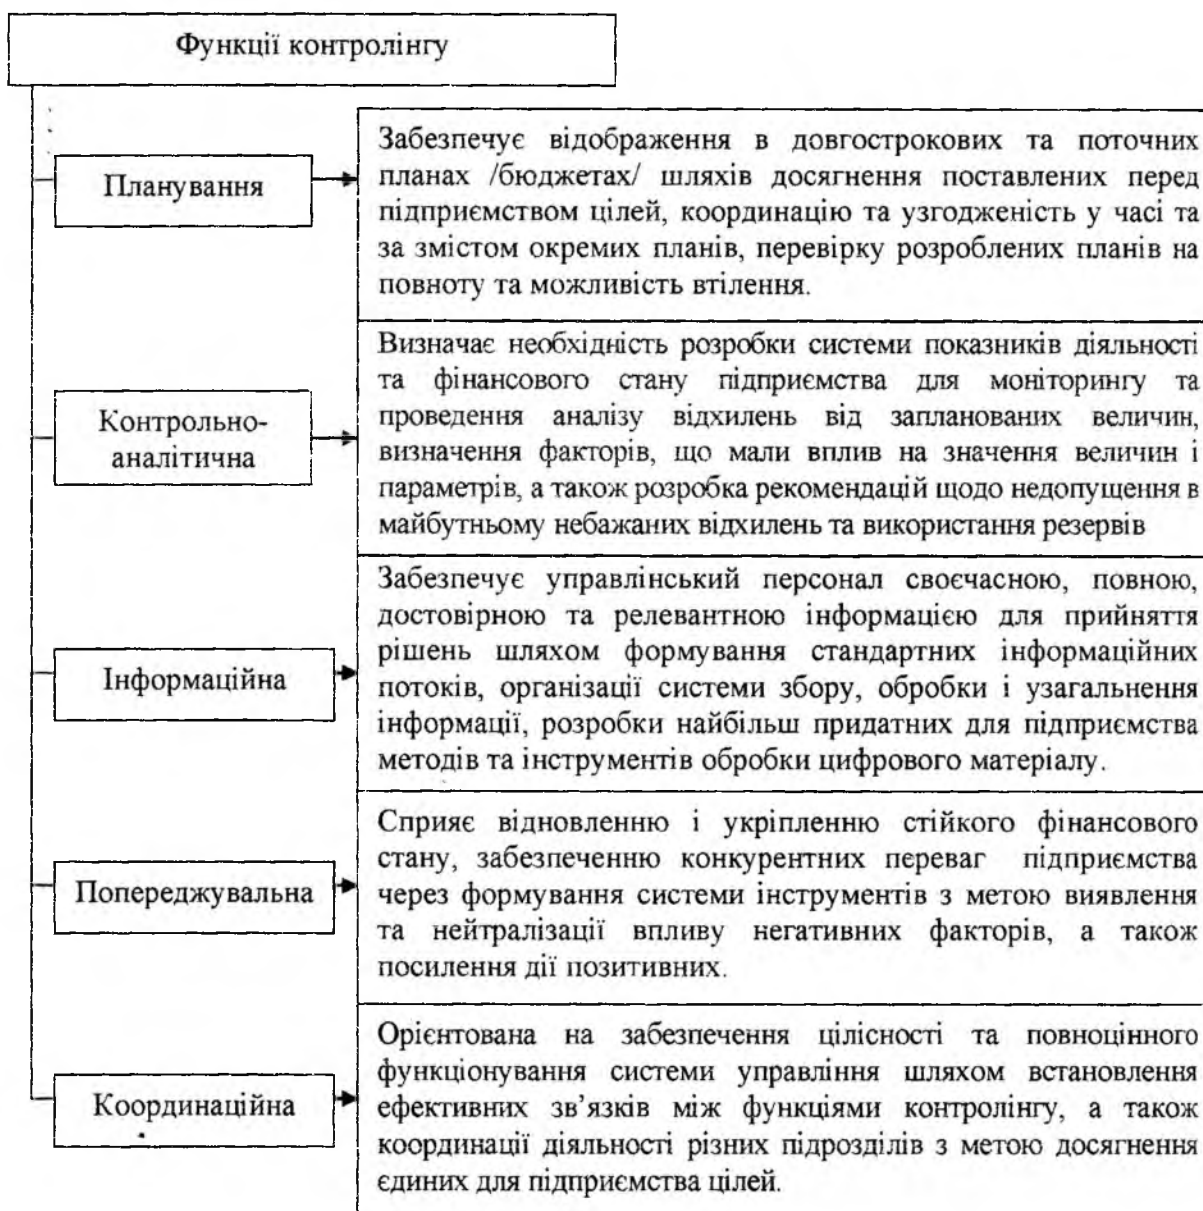 Функції контролінгу
Планування
Забезпечує відображення в довгострокових та поточних
планах /бюджетах/ шляхів досягнення поставлених перед
підприємством цілей, координацію та узгодженість у часі та
за змістом окремих планів, перевірку розроблених планів на
повноту та можливість втілення.
Контрольно-
аналітична
Визначає необхідність розробки системи показників діяльності
та фінансового стану підприємства для моніторингу та
проведення аналізу відхилень від запланованих величин,
визначення факторів, що мали вплив на значення величин і
параметрів, а також розробка рекомендацій щодо недопущення в
майбутньому небажаних відхилень та використання резервів
Інформаційна
Забезпечує управлінський персонал своєчасною, повною,
достовірною та релевантною інформацією для прийняття
рішень шляхом формування стандартних інформаційних
потоків, організації системи збору, обробки і узагальнення
інформації, розробки найбільш придатних для підприємства
методів та інструментів обробки цифрового матеріалу.
Попереджувальна
Сприяє відновленню і укріпленню стійкого фінансового
стану, забезпеченню конкурентних переваг підприємства
через формування системи інструментів з метою виявлення
та нейтралізації впливу негативних факторів, а також
посилення дії позитивних.
Координаційна
Орієнтована на забезпечення цілісності та повноцінного
функціонування системи управління шляхом встановлення
ефективних зв’язків між функціями контролінгу, а також
координації діяльності різних підрозділів з метою досягнення
єдиних для підприємства цілей.